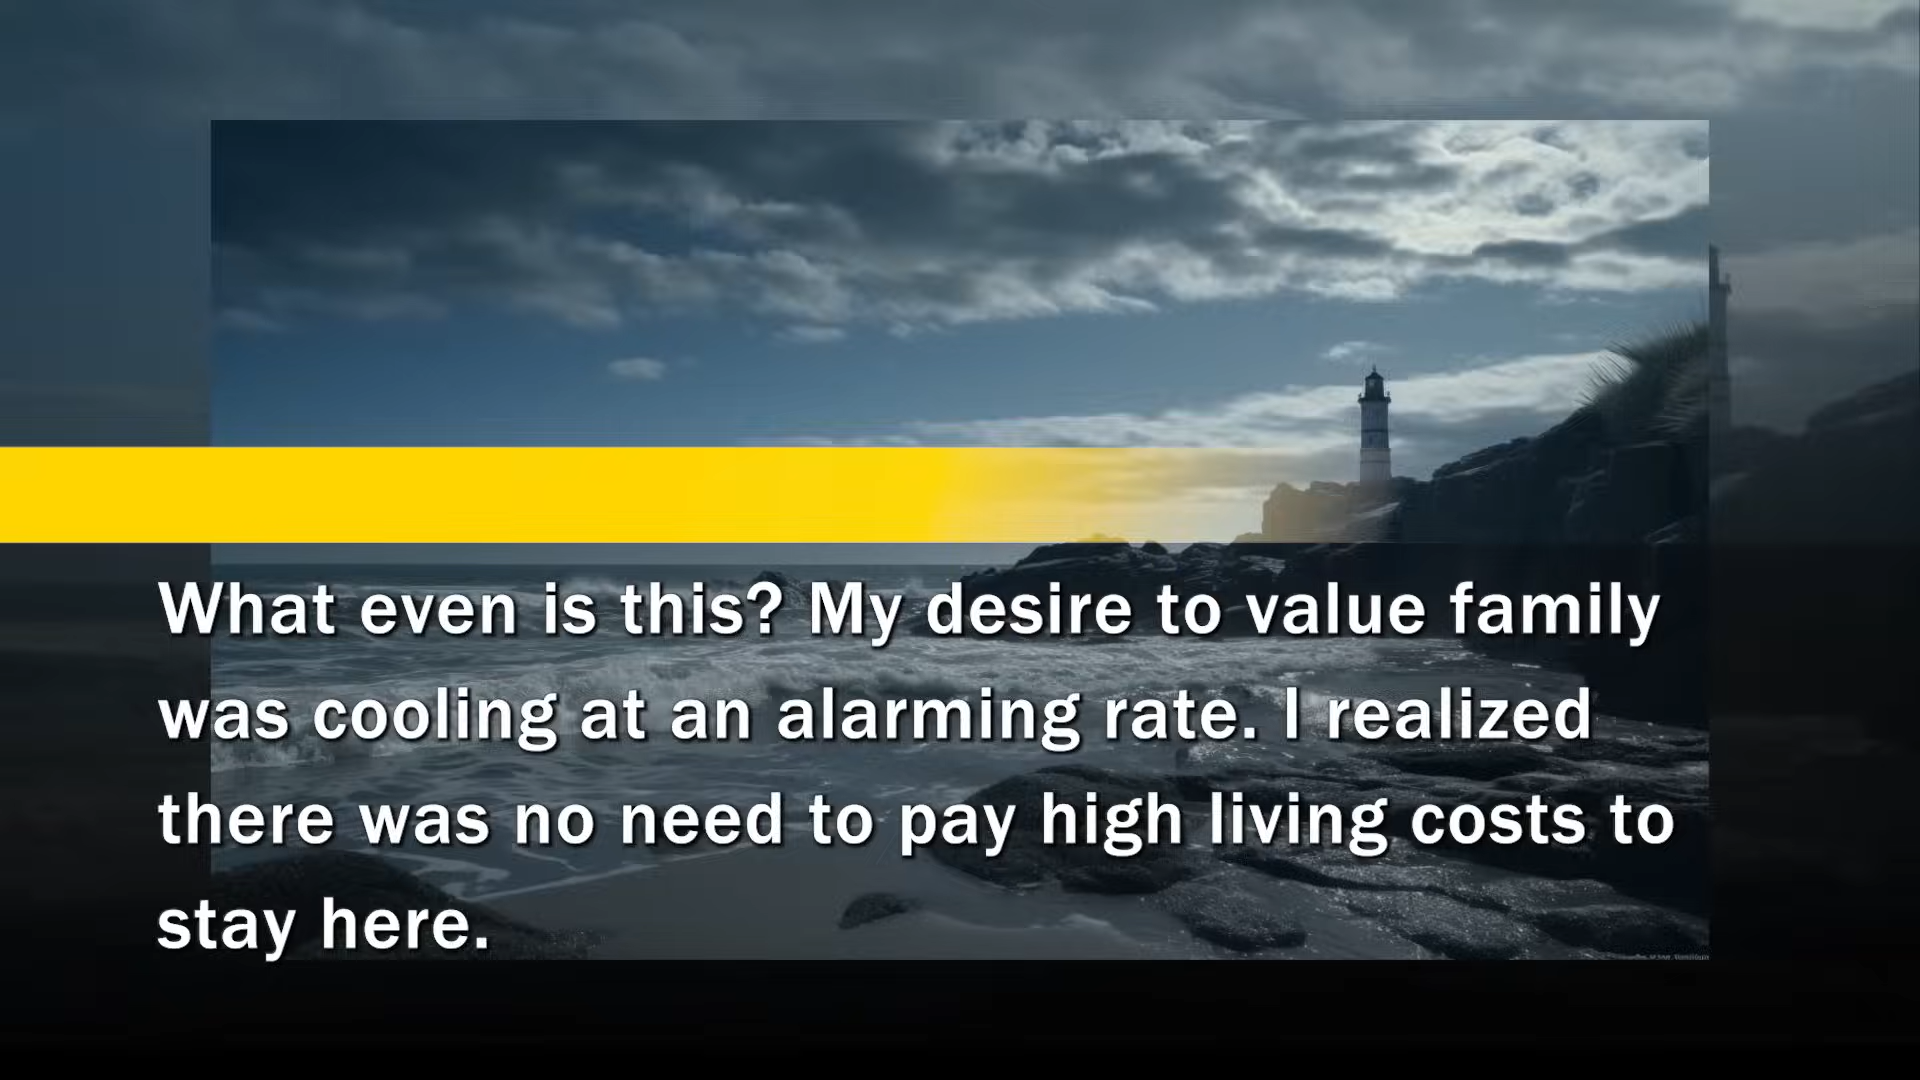 What even is this? My desire to value family
was cooling at an alarming rate. I realized
there was no need to pay high living costs to
stay here.